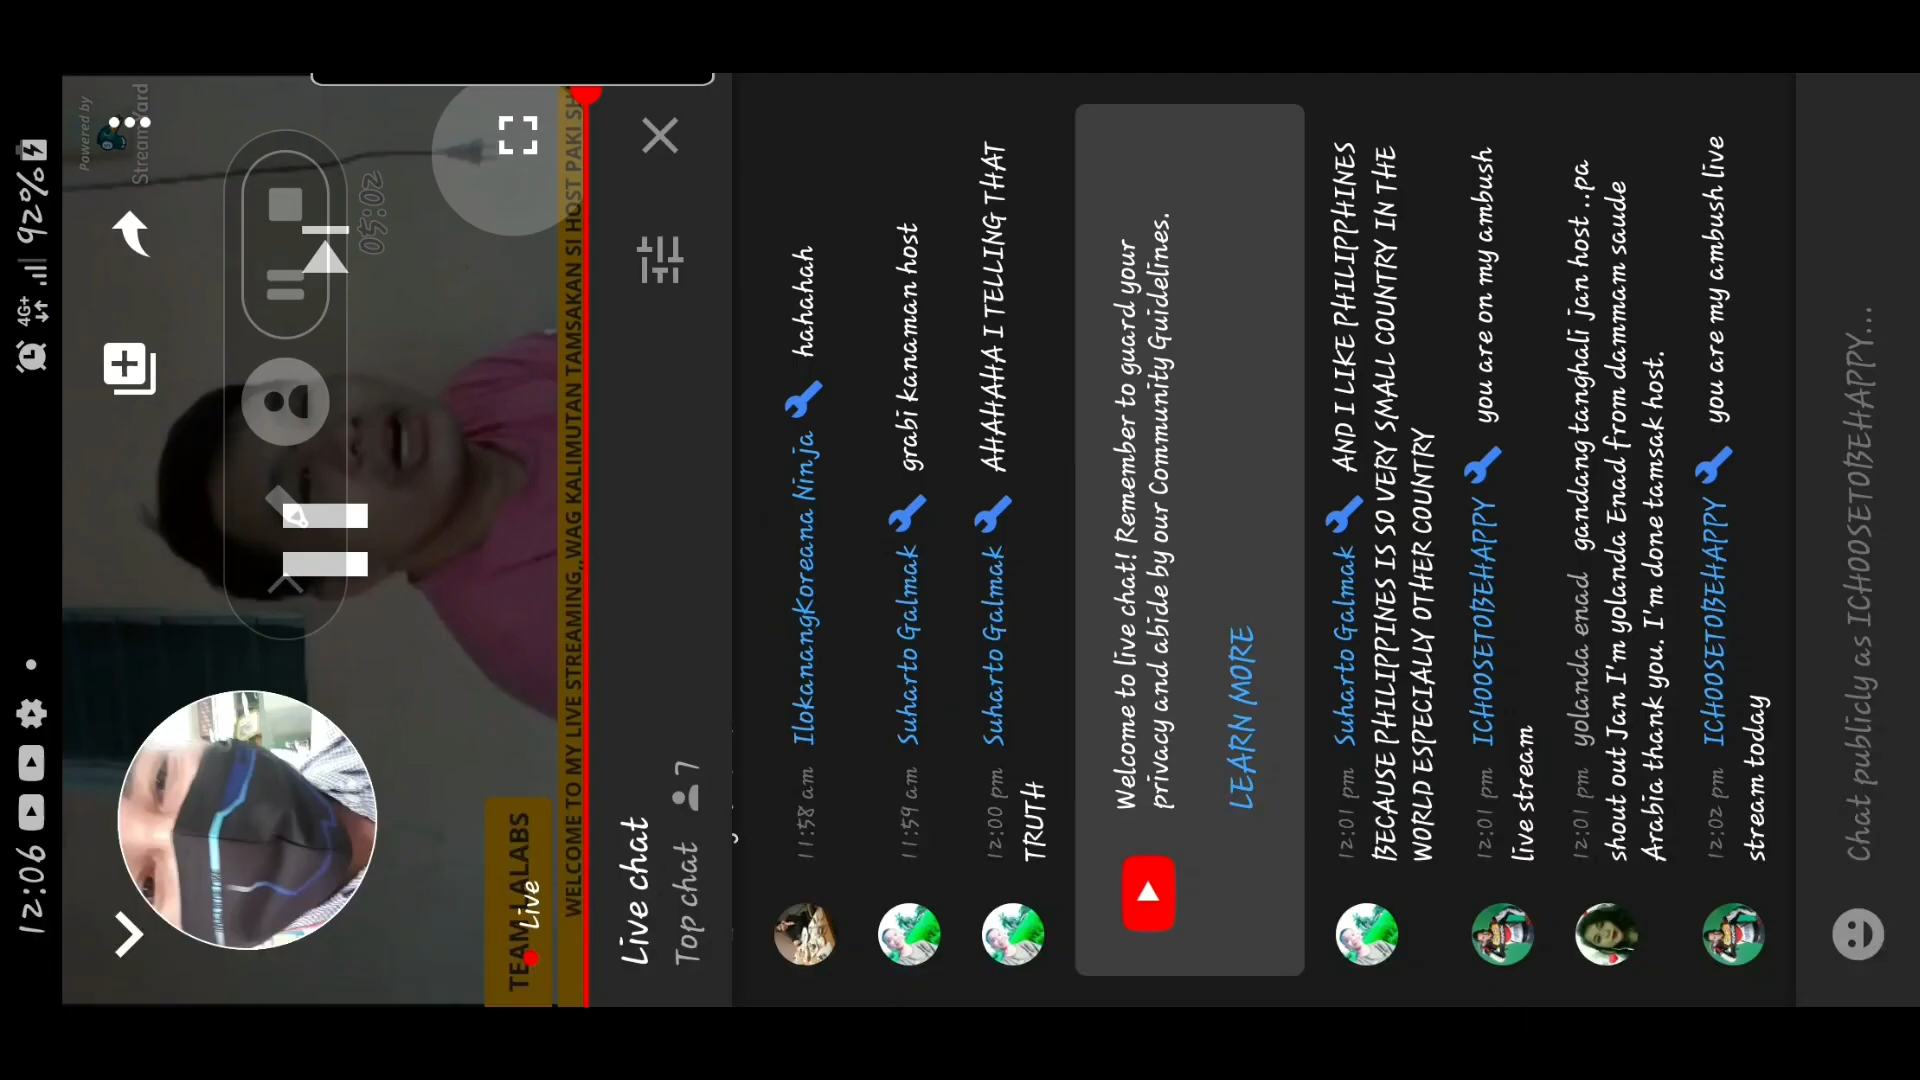 12:06
4G+
92%
Powered by
StreamYard
05:02
TEAM LALABS
Live
WELCOME TO MY LIVE STREAMING,,WAG KALIMUTAN TAMSAKAN SI HOST PAKI SH
Live chat
Top chat 7
11:58 am IlokanangKoreana Ninja hahahah
11:59 am Suharto Galmak grabi kanaman host
12:00 pm Suharto Galmak AHAHAHA I TELLING THAT
TRUTH
Welcome to live chat! Remember to guard your
privacy and abide by our Community Guidelines.
LEARN MORE
12:01 pm Suharto Galmak AND I LIKE PHILIPPHINES
BECAUSE PHILIPPINES IS SO VERY SMALL COUNTRY IN THE
WORLD ESPECIALLY OTHER COUNTRY
12:01 pm ICHOOSETOBEHAPPY you are on my ambush
live stream
12:01 pm yolanda enad gandang tanghali jan host ..pa
shout out Jan I'm yolanda Enad from dammam saude
Arabia thank you. I'm done tamsak host.
12:02 pm ICHOOSETOBEHAPPY you are my ambush live
stream today
Chat publicly as ICHOOSETOBEHAPPY...